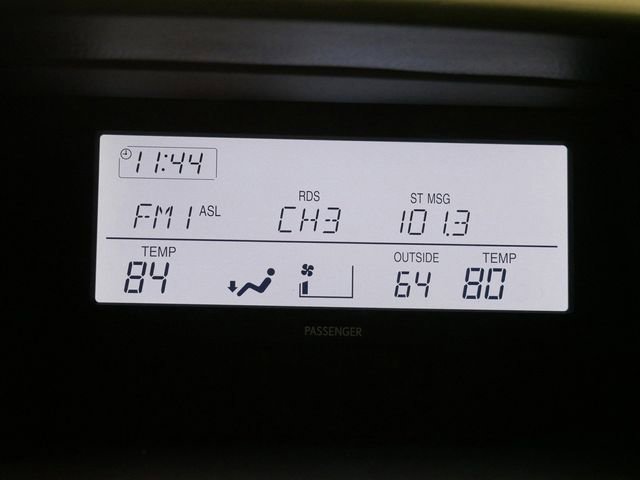 11:44
FM1 ASL RDS CH3 ST MSG 101.3
TEMP 84 OUTSIDE 64 TEMP 80
PASSENGER